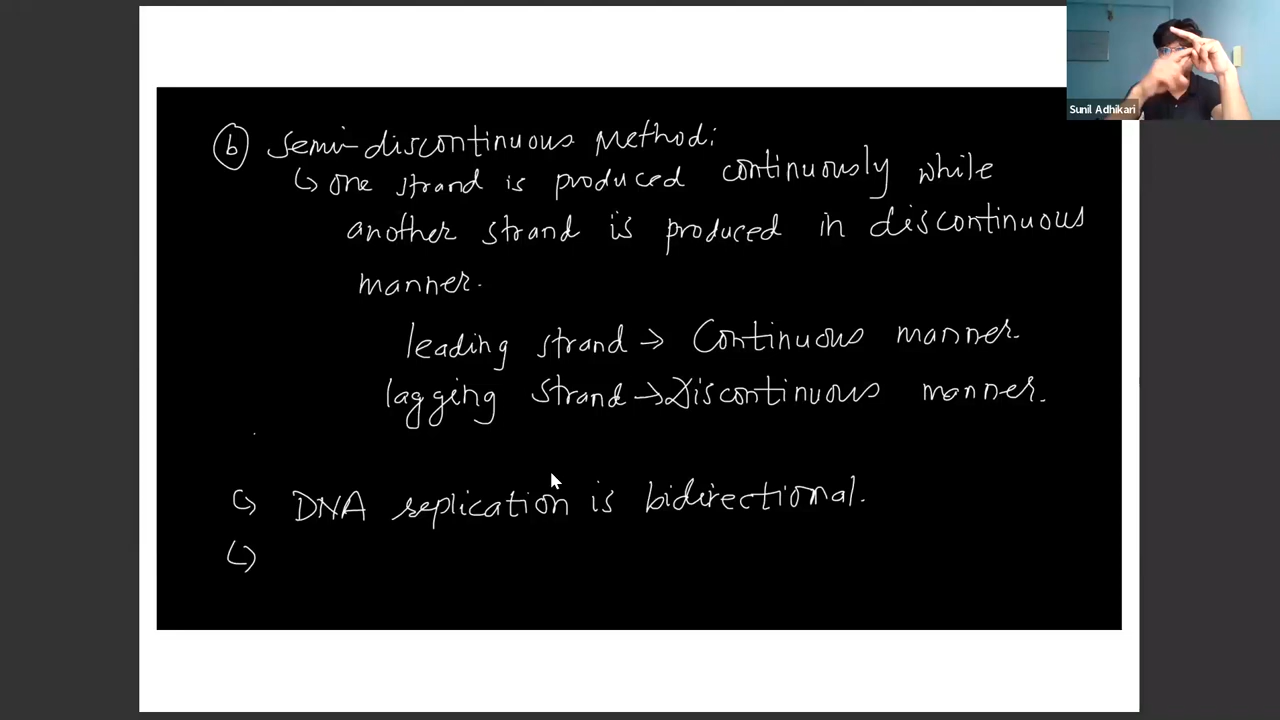 Sunil Adhikari
b semi-discontinuous Method:
↳ one strand is produced continuously while
another strand is produced in discontinuous
manner.
leading strand → Continuous manner.
lagging strand → Discontinuous manner.
↳ DNA replication is bidirectional.
↳